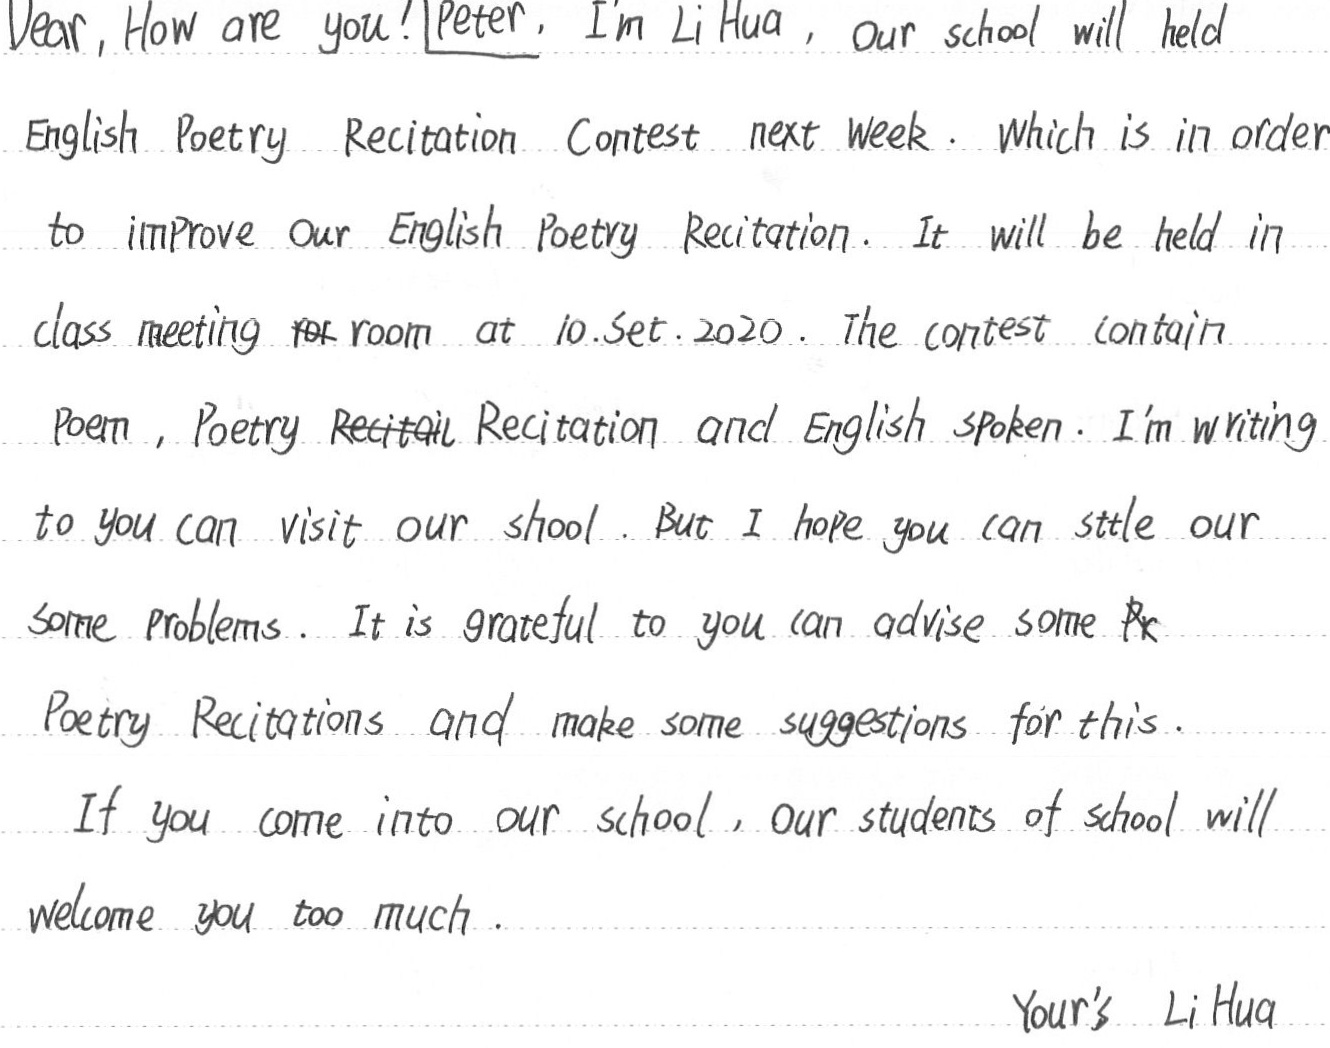 Dear, How are you! Peter, I'm Li Hua, our school will held
English Poetry Recitation Contest next week. Which is in order
to improve our English Poetry Recitation. It will be held in
class meeting room at 10.Set.2020. The contest contain
Poem, Poetry Recitation and English spoken. I'm writing
to you can visit our shool. But I hope you can sttle our
some problems. It is grateful to you can advise some
Poetry Recitations and make some suggestions for this.
If you come into our school, our students of school will
welcome you too much.
Your's Li Hua